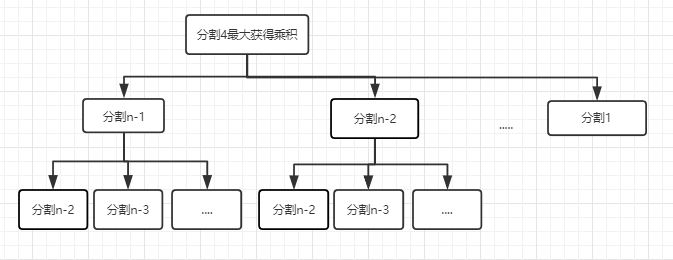 分割4最大获得乘积
分割n-1
分割n-2
.....
分割1
分割n-2
分割n-3
....
分割n-2
分割n-3
....